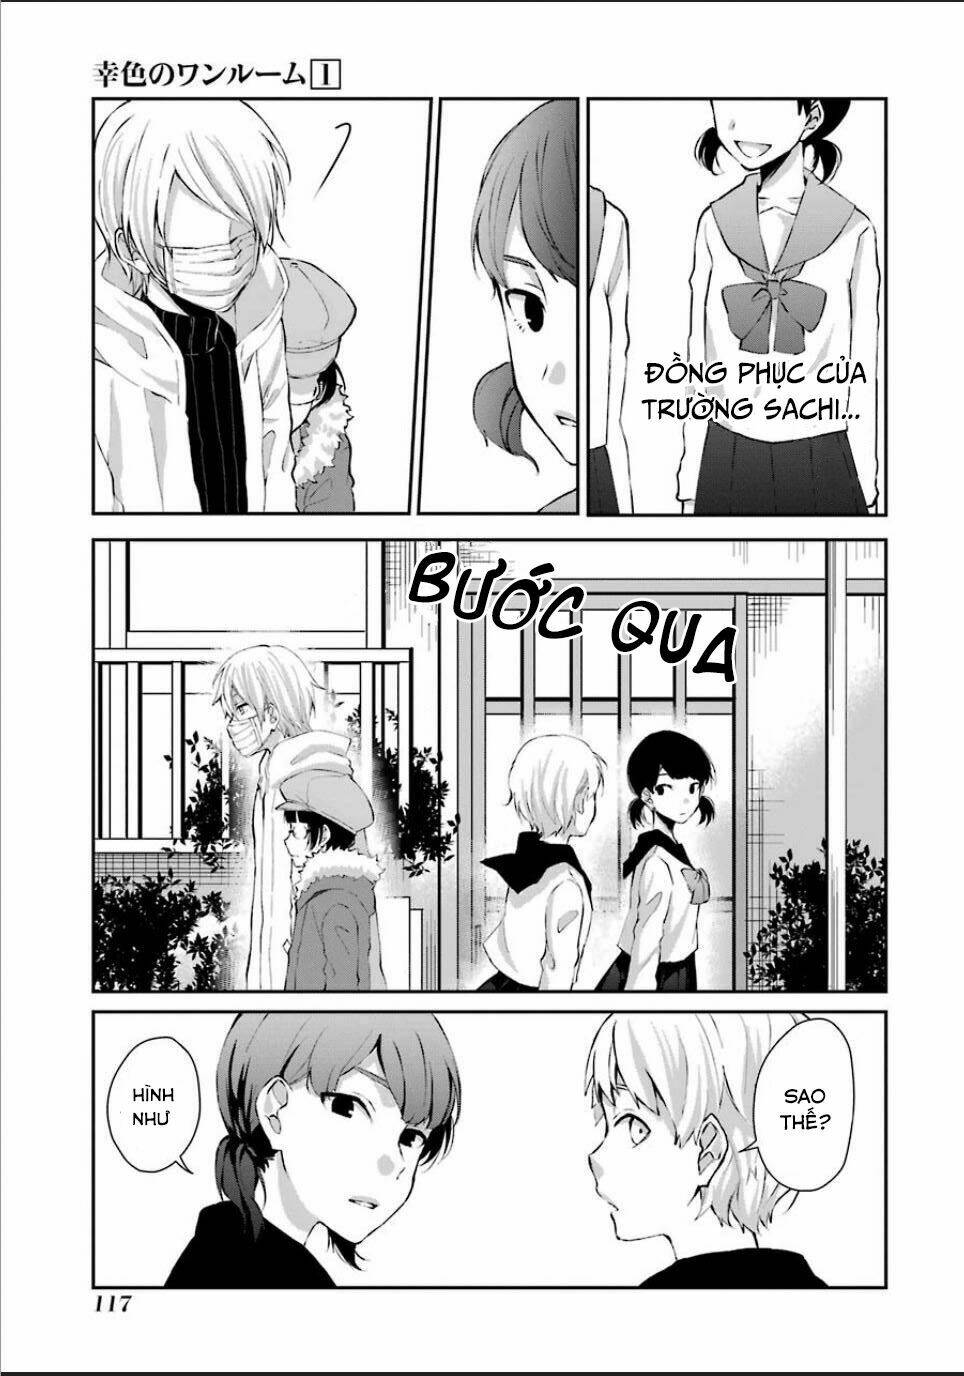 幸色のワンルーム 1
ĐỒNG PHỤC CỦA
TRƯỜNG SACHI...
フ
BƯỚC QUA
SAO
THẾ?
HÌNH
NHƯ
117